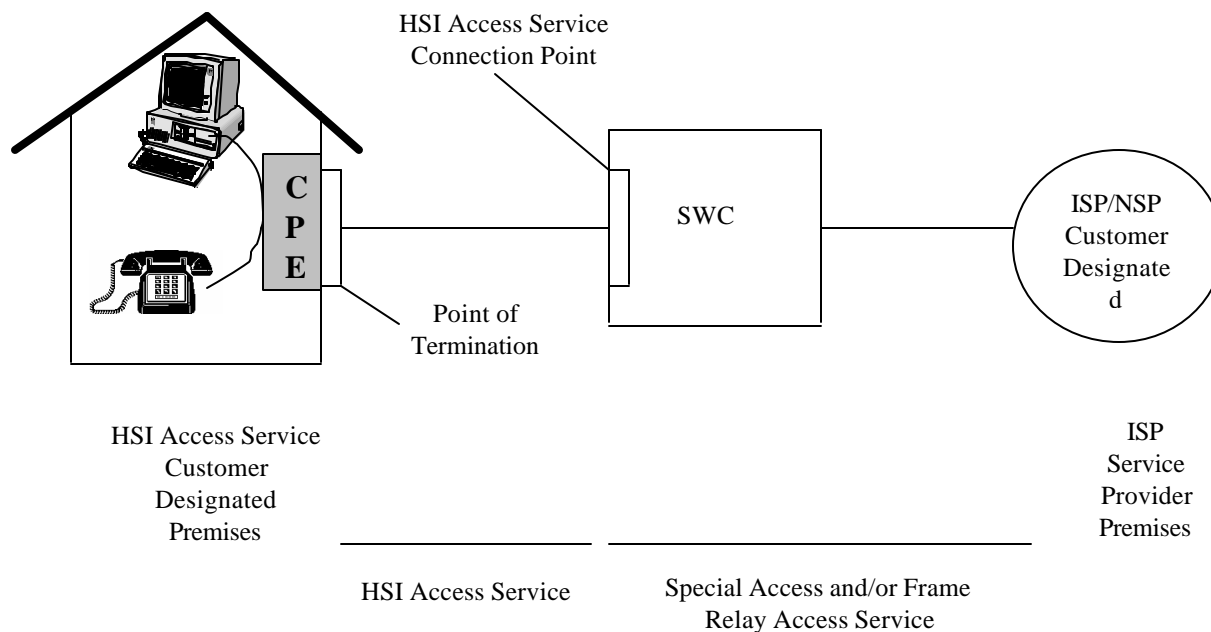 HSI Access Service
Connection Point
C
P
E
SWC
ISP/NSP
Customer
Designate
d
Point of
Termination
HSI Access Service
Customer
Designated
Premises
ISP
Service
Provider
Premises
HSI Access Service
Special Access and/or Frame
Relay Access Service